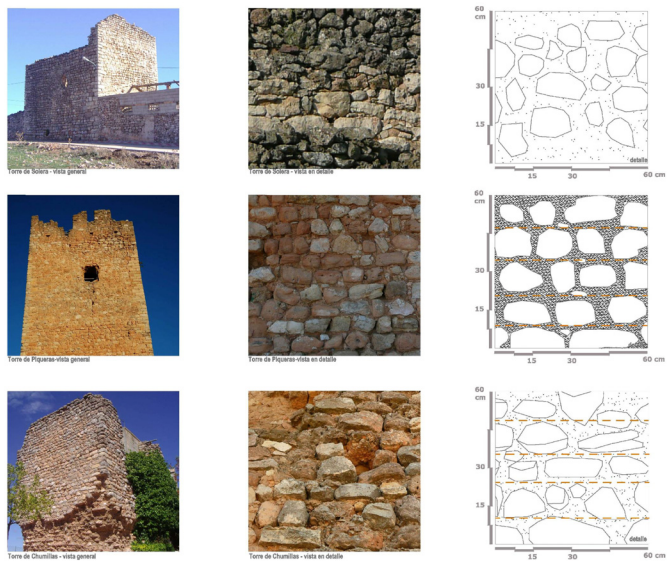 60
cm
30
15
detalle
15
30
60 cm
Torre de Solera - vista general
Torre de Solera - vista en detalle
60
cm
30
15
detalle
15
30
60 cm
Torre de Piqueras-vista general
Torre de Piqueras-vista en detalle
60
cm
30
15
detalle
15
30
60 cm
Torre de Chumillas - vista general
Torre de Chursillas - vista en detalle